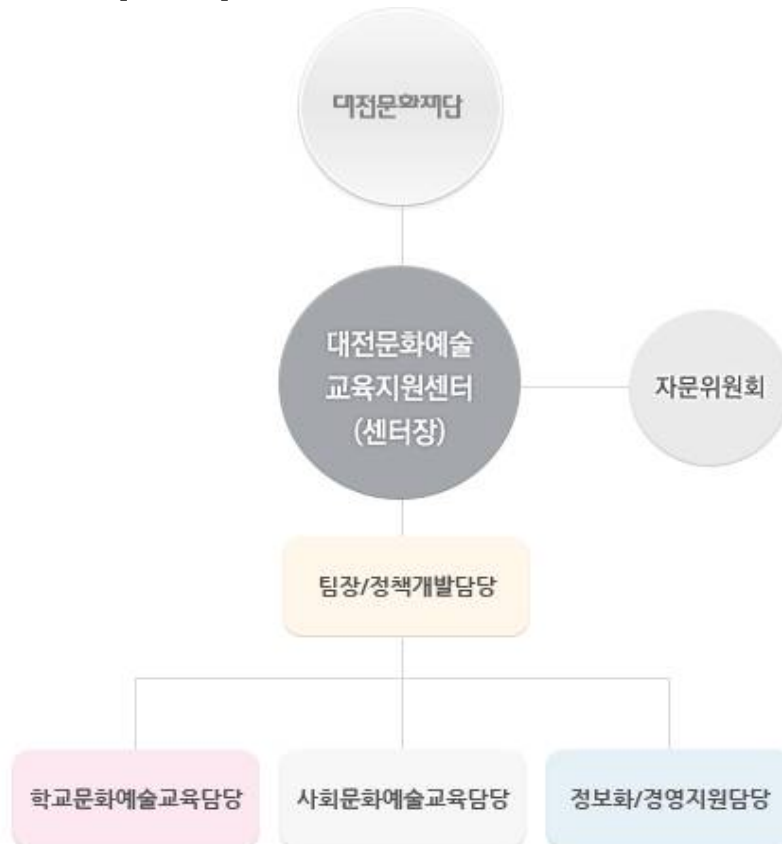 대전문화재단
대전문화예술
교육지원센터
(센터장)
자문위원회
팀장/정책개발담당
학교문화예술교육담당
사회문화예술교육담당
정보화/경영지원담당